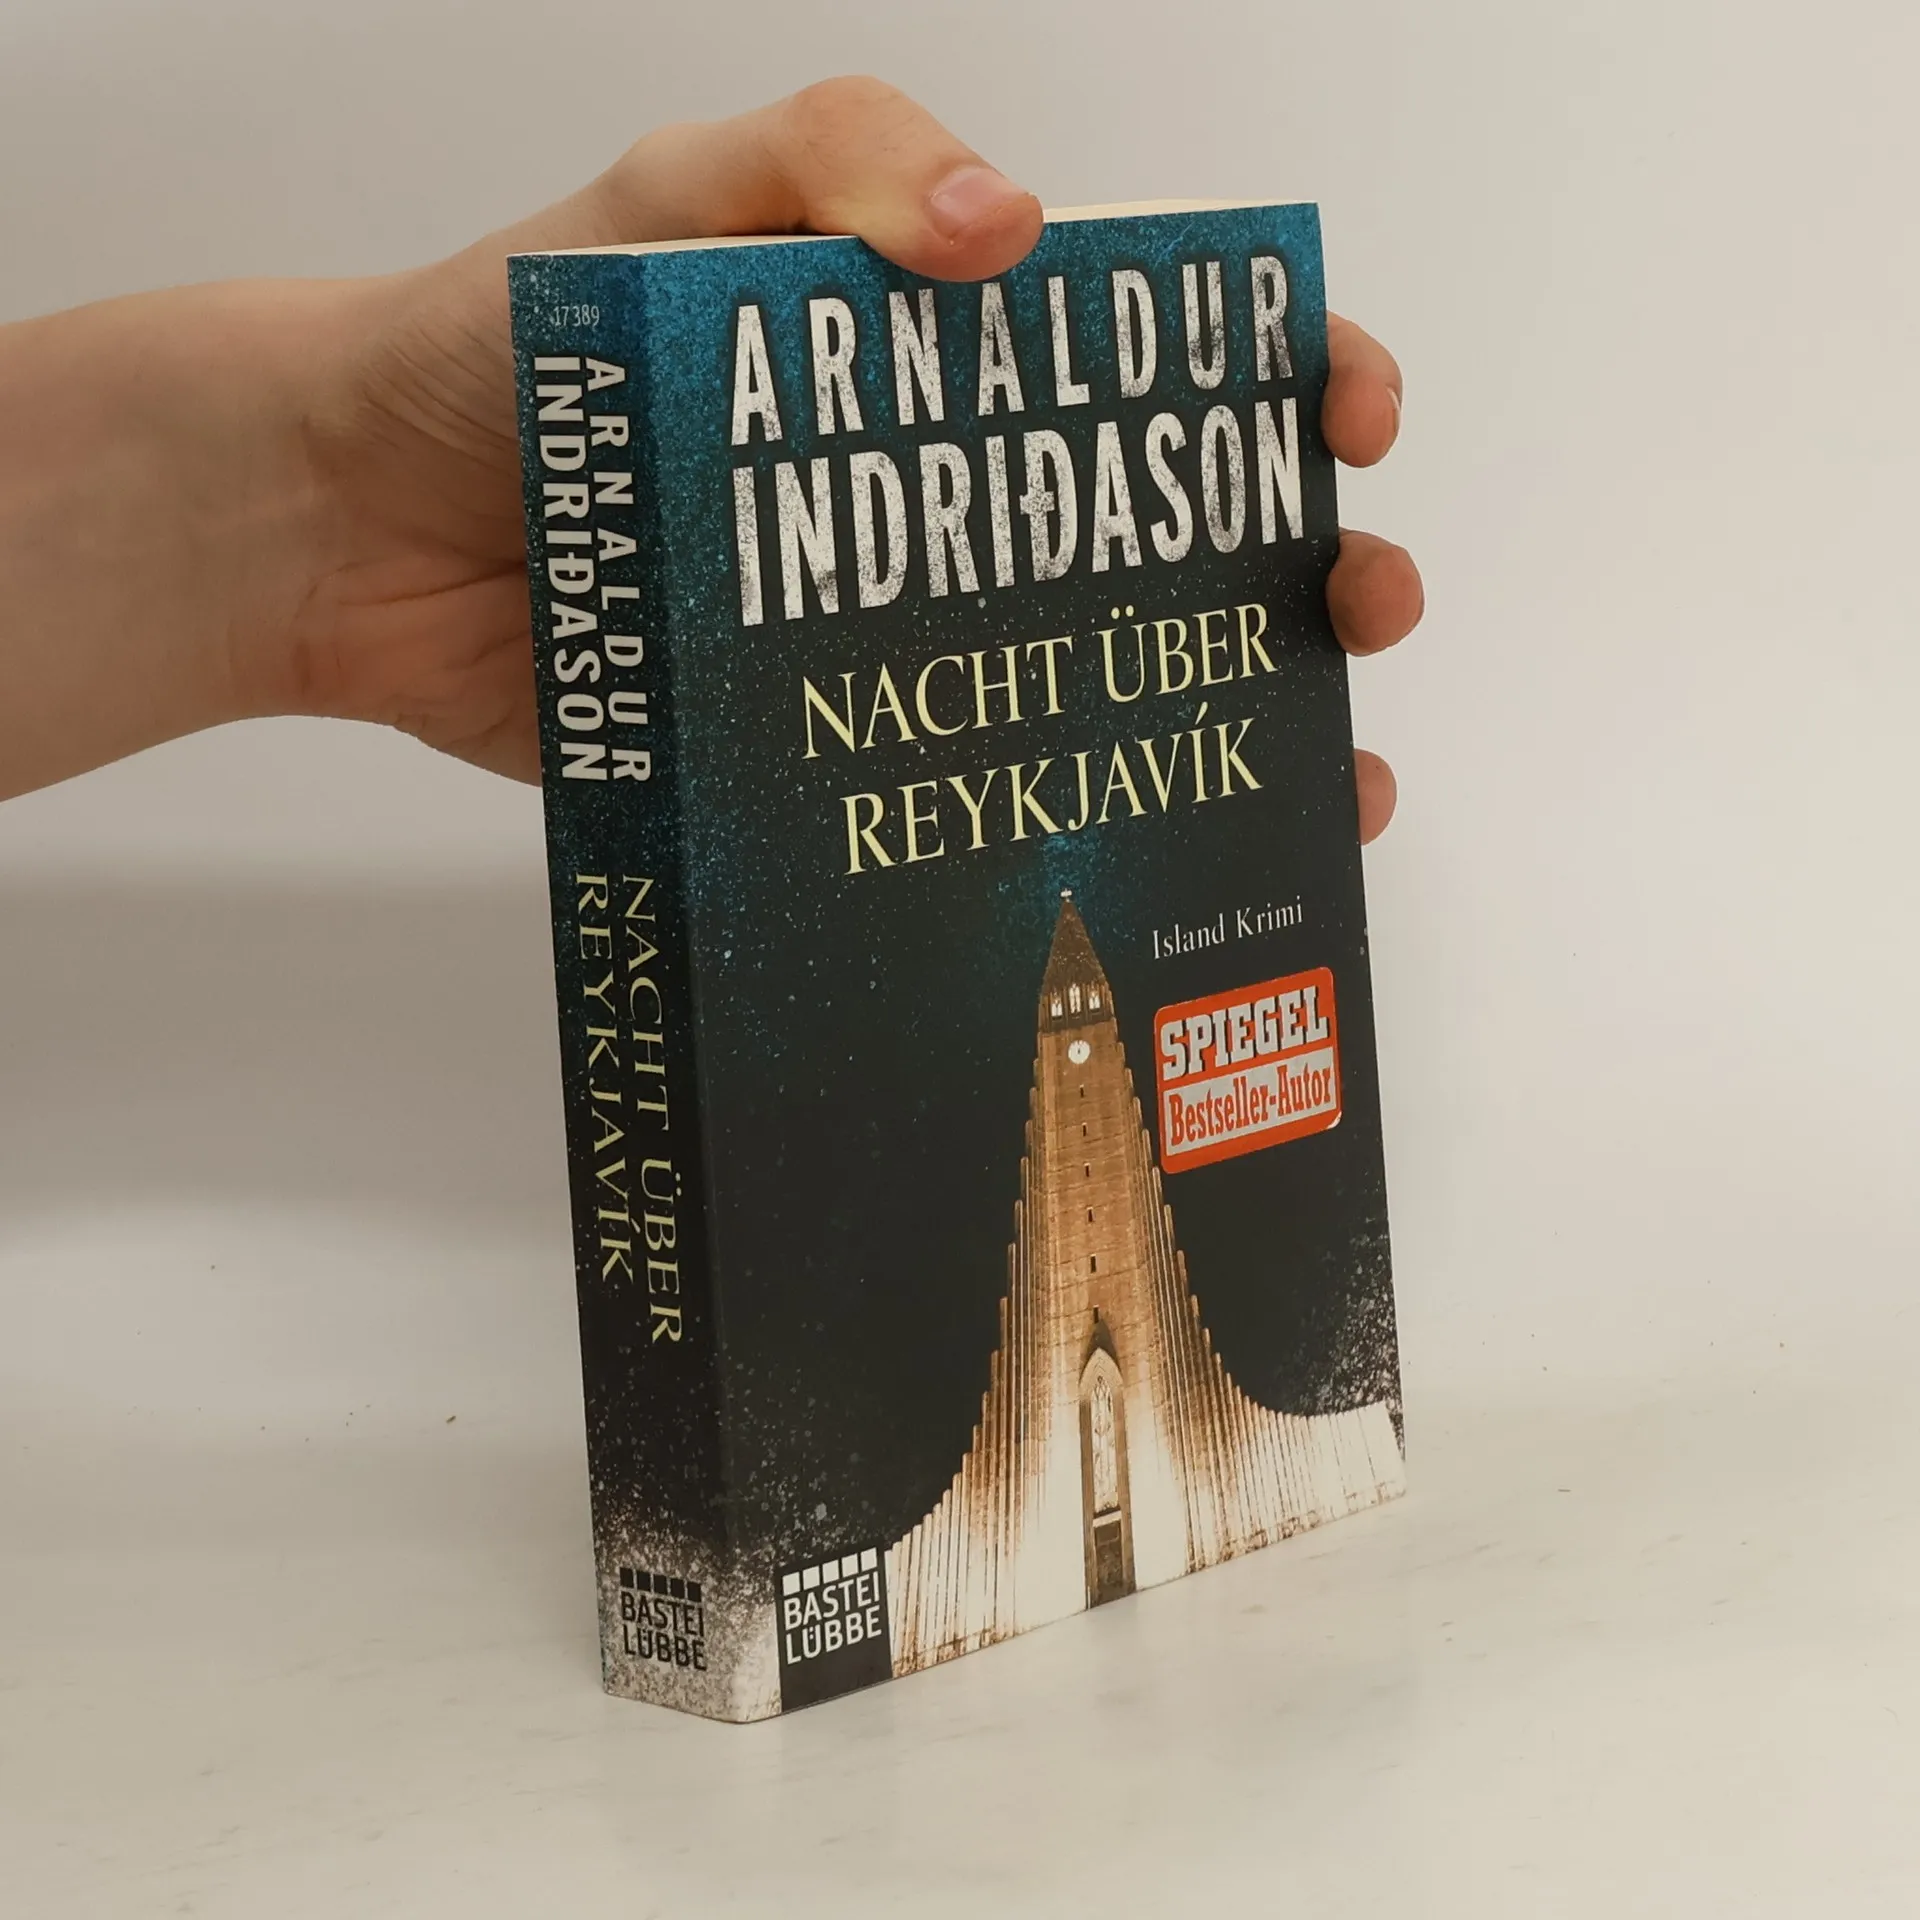 17389
ARNALDUR
INDRIÐASON
NACHT ÜBER
REYKJAVÍK
BASTEI
LÜBBE
ARNALDUR
INDRIÐASON
NACHT ÜBER
REYKJAVÍK
Island Krimi
SPIEGEL
Bestseller-Autor
BASTEI
LÜBBE